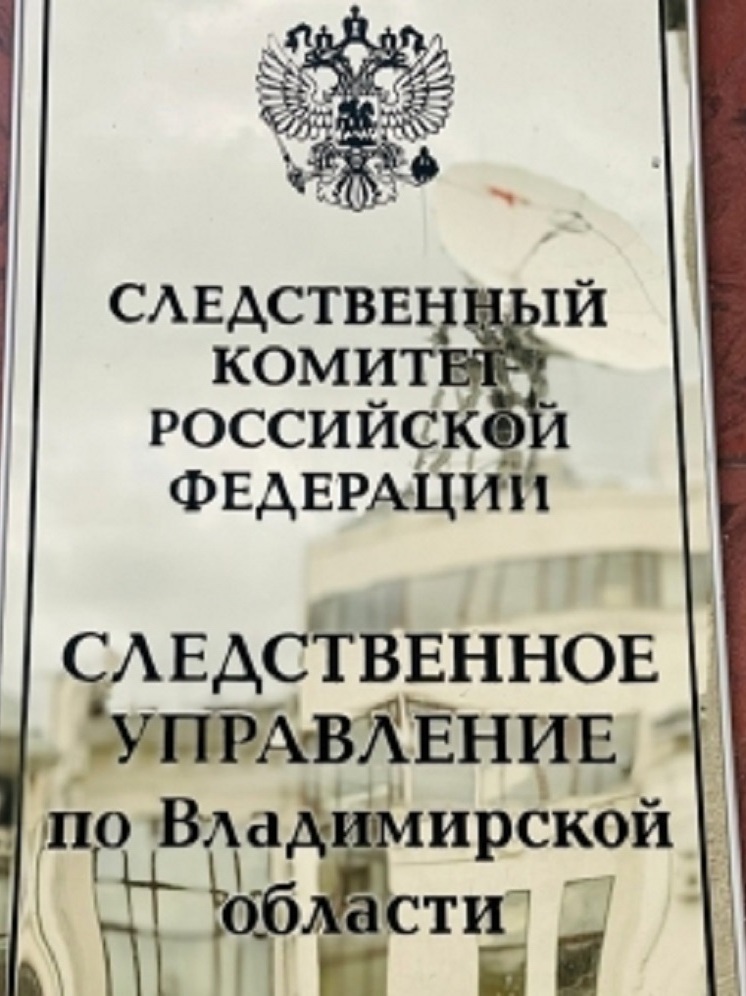 СЛЕДСТВЕННЫЙ
КОМИТЕТ
РОССИЙСКОЙ
ФЕДЕРАЦИИ
СЛЕДСТВЕННОЕ
УПРАВЛЕНИЕ
по Владимирской
области